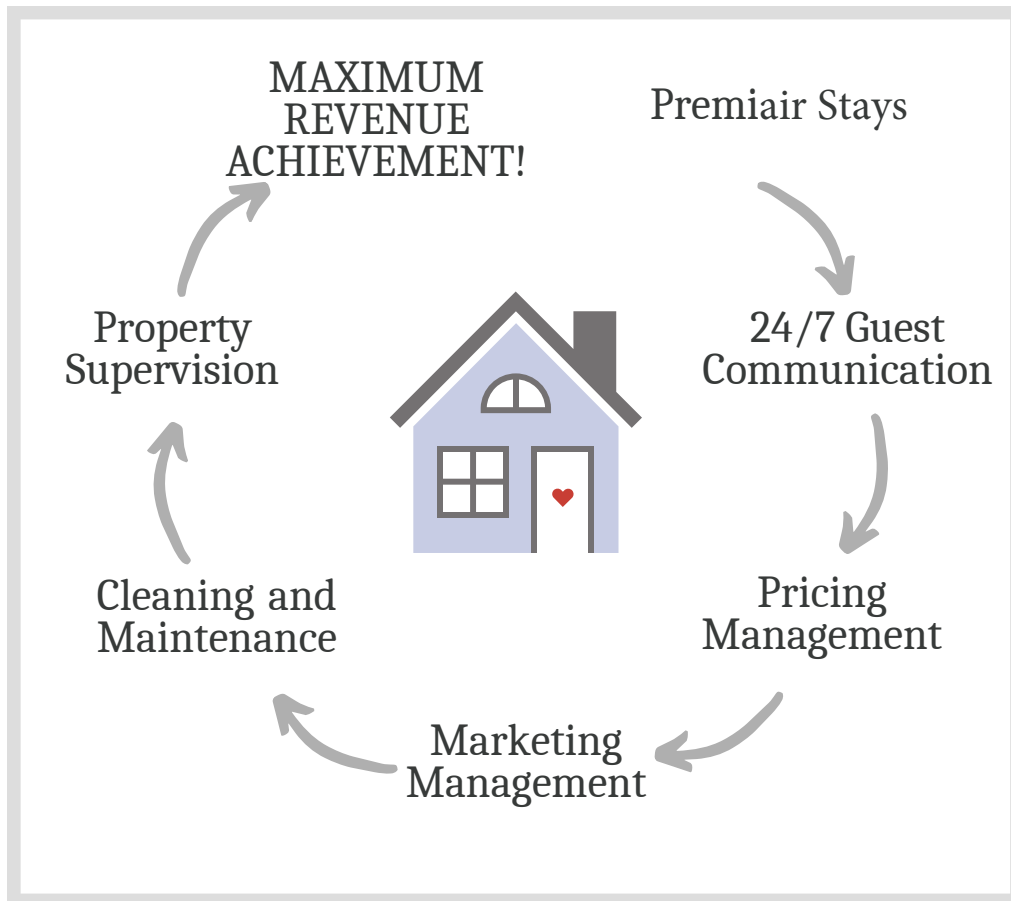 MAXIMUM
REVENUE
ACHIEVEMENT!
Premiair Stays
24/7 Guest
Communication
Pricing
Management
Marketing
Management
Cleaning and
Maintenance
Property
Supervision